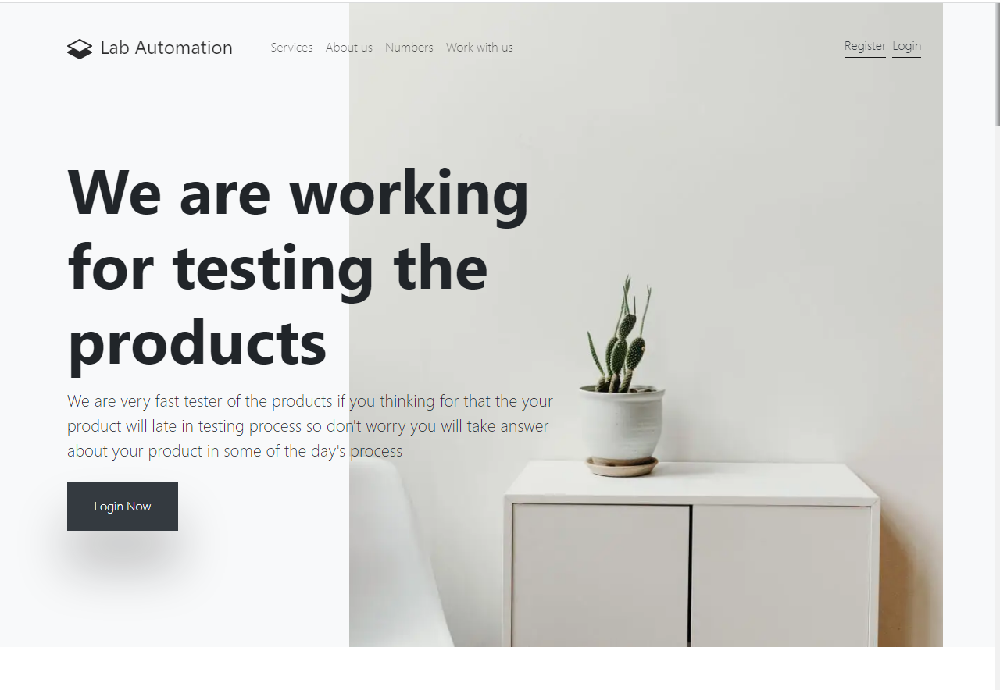 Lab Automation Services About us Numbers Work with us Register Login
We are working
for testing the
products
We are very fast tester of the products if you thinking for that the your
product will late in testing process so don't worry you will take answer
about your product in some of the day's process
Login Now